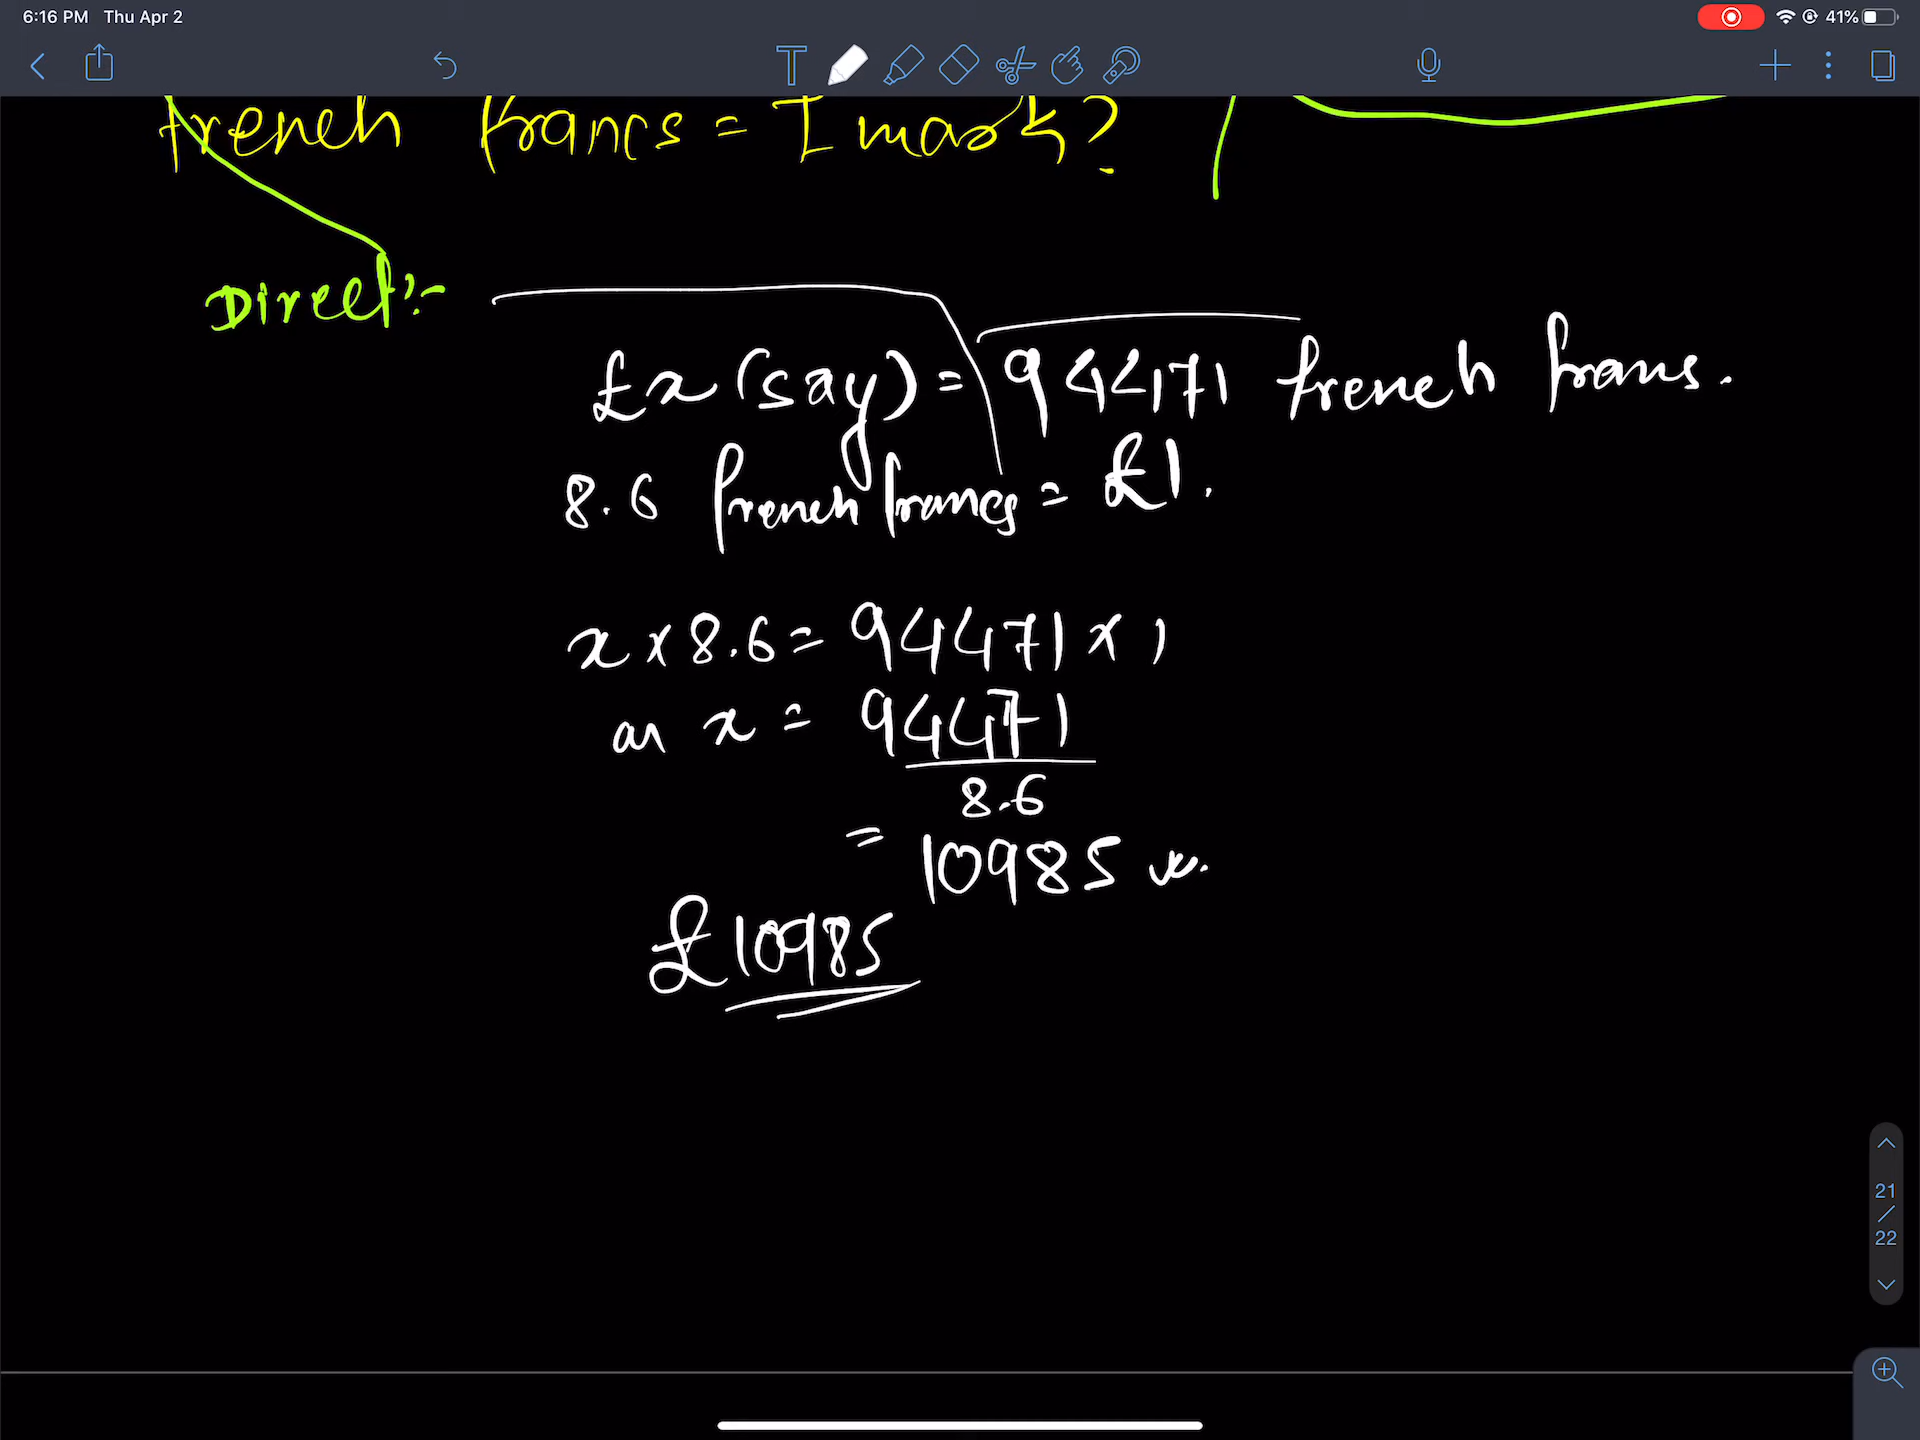 6:16 PM Thu Apr 2
41%
french francs = 1 mark?
Direct:-
£x (say) = 94471 french francs.
8.6 french francs = £1.
x x 8.6 = 94471 x 1
or x = 94471
8.6
= 10985
£10985
21
/
22